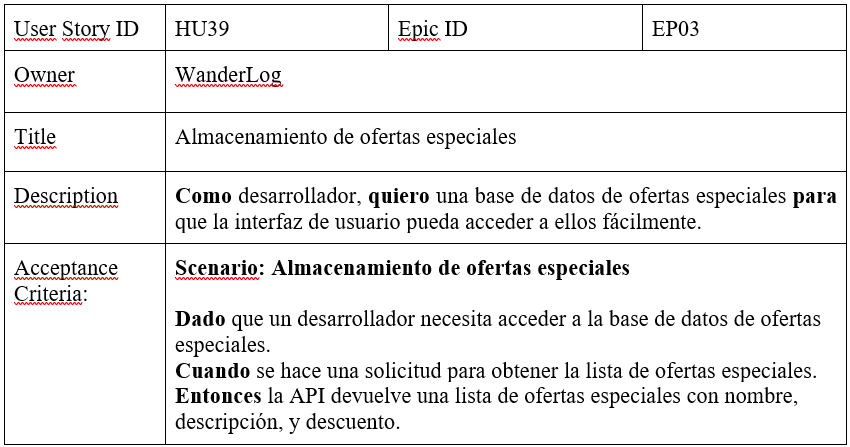 User Story ID HU39 Epic ID EP03
Owner WanderLog
Title Almacenamiento de ofertas especiales
Description Como desarrollador, quiero una base de datos de ofertas especiales para
que la interfaz de usuario pueda acceder a ellos fácilmente.
Acceptance
Criteria:
Scenario: Almacenamiento de ofertas especiales
Dado que un desarrollador necesita acceder a la base de datos de ofertas
especiales.
Cuando se hace una solicitud para obtener la lista de ofertas especiales.
Entonces la API devuelve una lista de ofertas especiales con nombre,
descripción, y descuento.